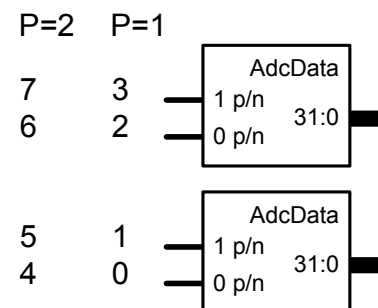 P=2 P=1
AdcData
7 3 1 p/n
31:0
6 2 0 p/n
AdcData
5 1 1 p/n
31:0
4 0 0 p/n